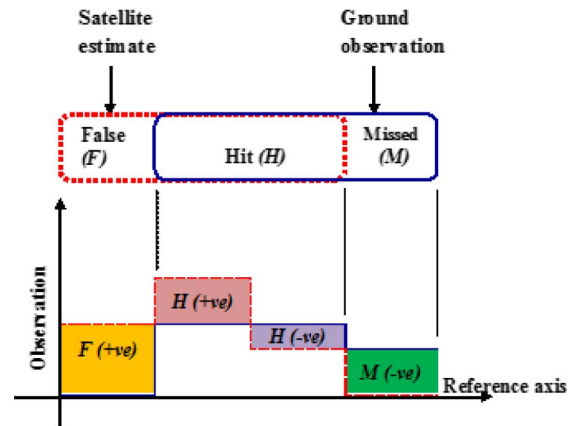 Satellite
estimate
Ground
observation
False
(F)
Hit (H)
Missed
(M)
Observation
H (+ve)
F (+ve)
H (-ve)
M (-ve)
Reference axis